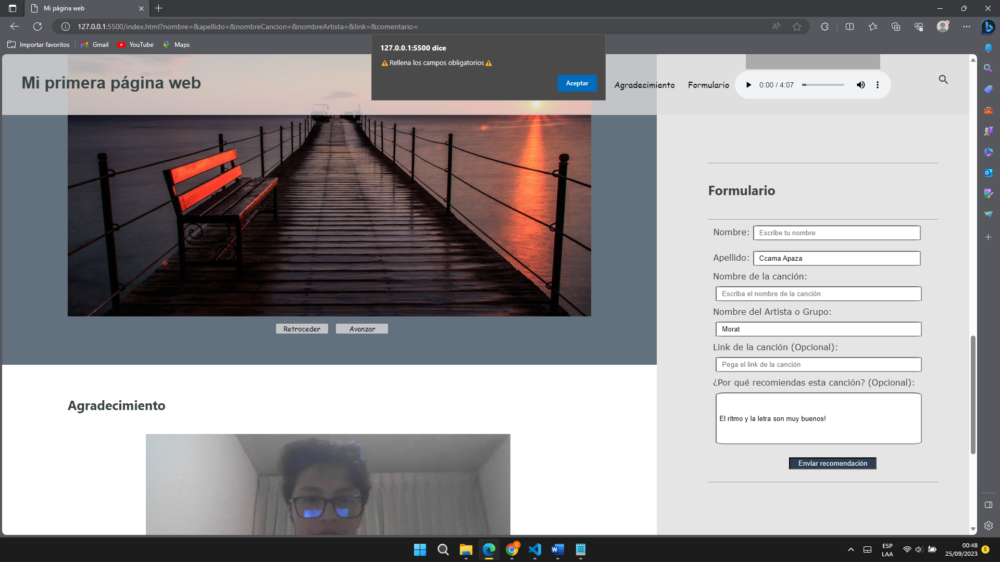 Mi página web
127.0.0.1:5500/index.html?nombre=&apellido=&nombreCancion=&nombreArtista=&link=&comentario=
Importar favoritos
Gmail
YouTube
Maps
127.0.0.1:5500 dice
⚠️Rellena los campos obligatorios⚠️
Aceptar
Mi primera página web
Agradecimiento
Formulario
0:00 / 4:07
Retroceder
Avanzar
Agradecimiento
Formulario
Nombre: Escribe tu nombre
Apellido: Ccama Apaza
Nombre de la canción:
Escriba el nombre de la canción
Nombre del Artista o Grupo:
Morat
Link de la canción (Opcional):
Pega el link de la canción
¿Por qué recomiendas esta canción? (Opcional):
El ritmo y la letra son muy buenos!
Enviar recomendación
G
ESP
LAA
00:48
25/09/2023
5